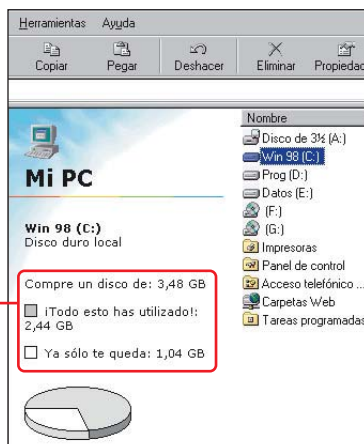 Herramientas Ayuda
Copiar Pegar Deshacer Eliminar Propiedad
Mi PC
Win 98 (C:)
Disco duro local
Compre un disco de: 3,48 GB
¡Todo esto has utilizado!:
2,44 GB
Ya sólo te queda: 1,04 GB
Nombre
Disco de 3½ (A:)
Win 98 (C:)
Prog (D:)
Datos (E:)
(F:)
(G:)
Impresoras
Panel de control
Acceso telefónico ...
Carpetas Web
Tareas programadas